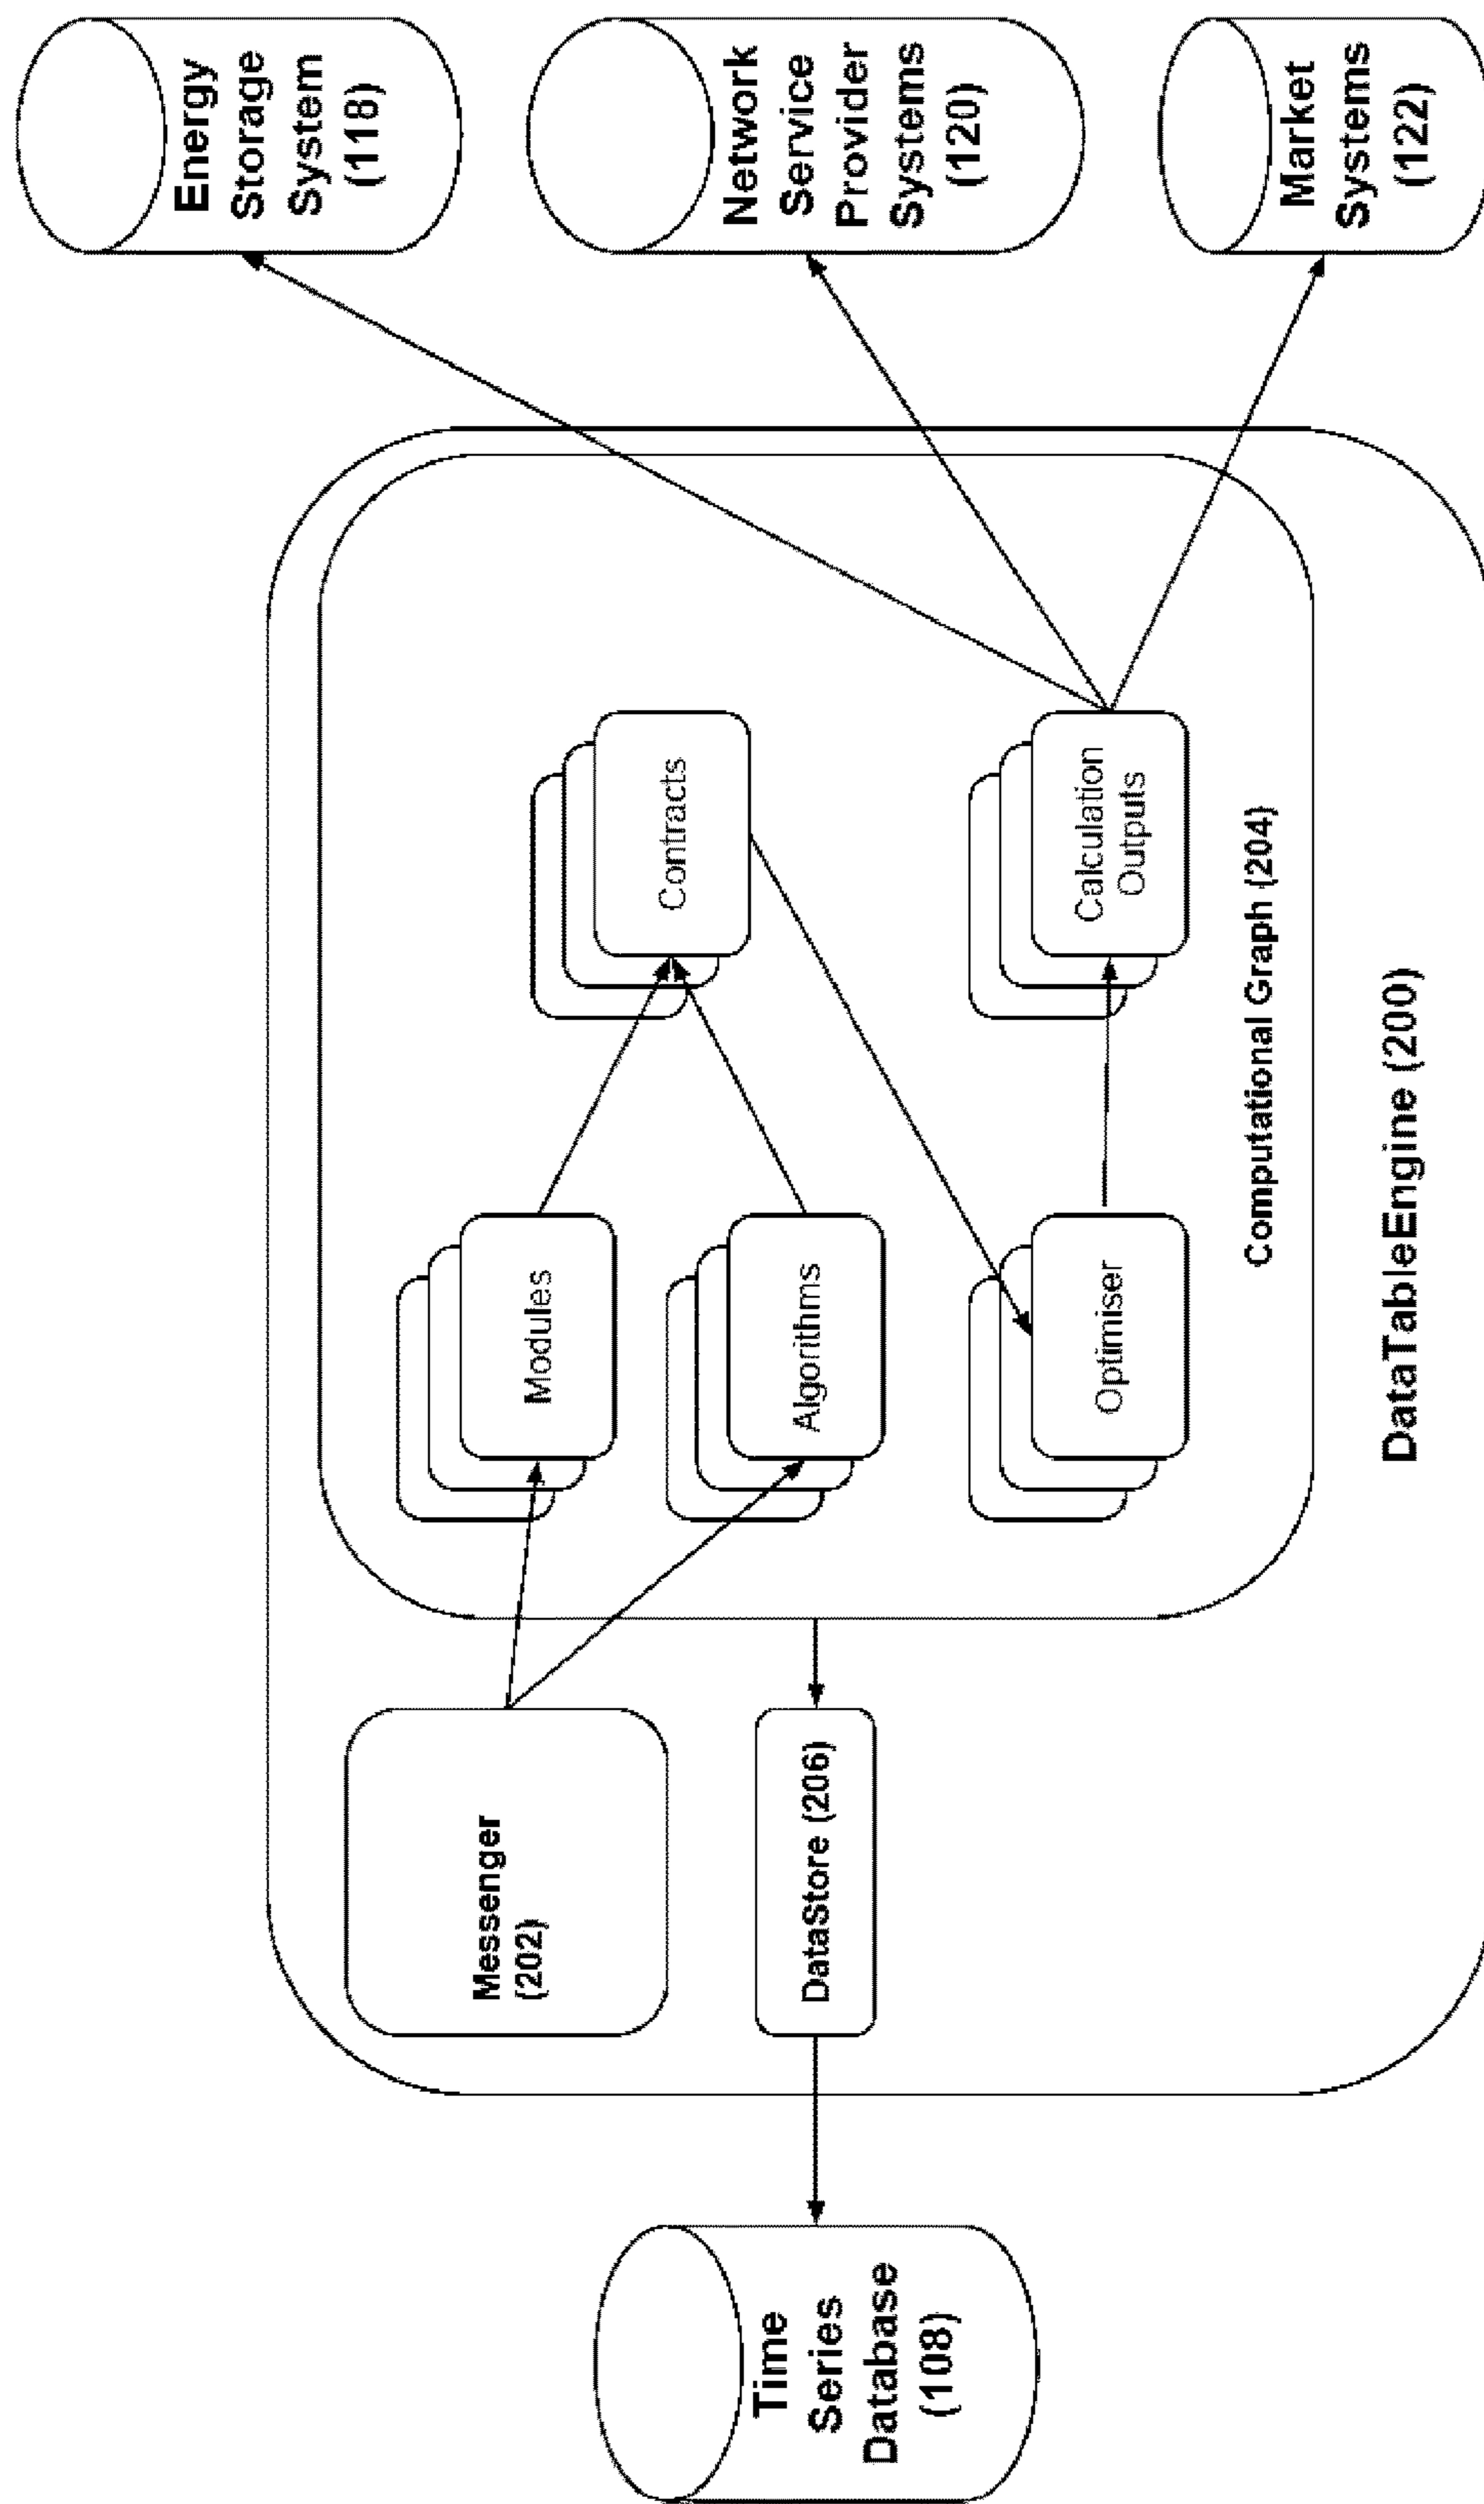 Time
Series
Database
(108)
Messenger
(202)
DataStore (206)
Modules
Algorithms
Optimiser
Contracts
Calculation
Outputs
Computational Graph (204)
DataTableEngine (200)
Energy
Storage
System
(118)
Network
Service
Provider
Systems
(120)
Market
Systems
(122)